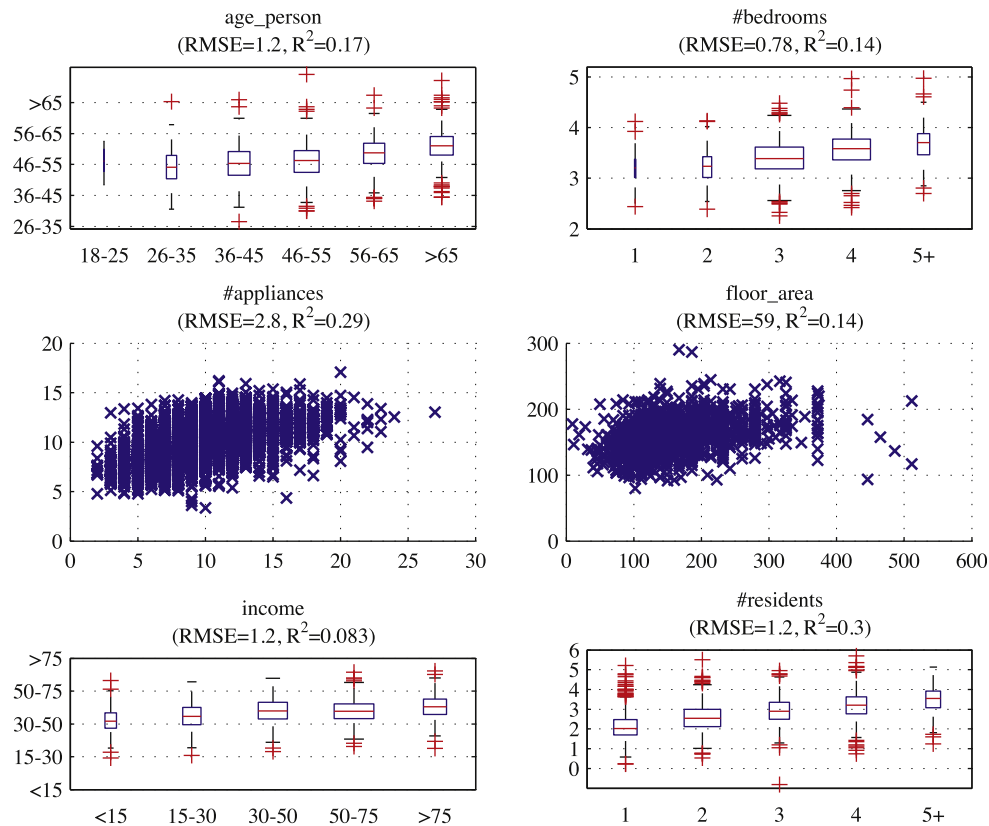 age_person
(RMSE=1.2, R²=0.17)
>65
56-65
46-55
36-45
26-35
18-25 26-35 36-45 46-55 56-65 >65
#bedrooms
(RMSE=0.78, R²=0.14)
5
4
3
2
1 2 3 4 5+
#appliances
(RMSE=2.8, R²=0.29)
20
15
10
5
0
0 5 10 15 20 25 30
floor_area
(RMSE=59, R²=0.14)
300
200
100
0
0 100 200 300 400 500 600
income
(RMSE=1.2, R²=0.083)
>75
50-75
30-50
15-30
<15
<15 15-30 30-50 50-75 >75
#residents
(RMSE=1.2, R²=0.3)
6
5
4
3
2
1
0
1 2 3 4 5+